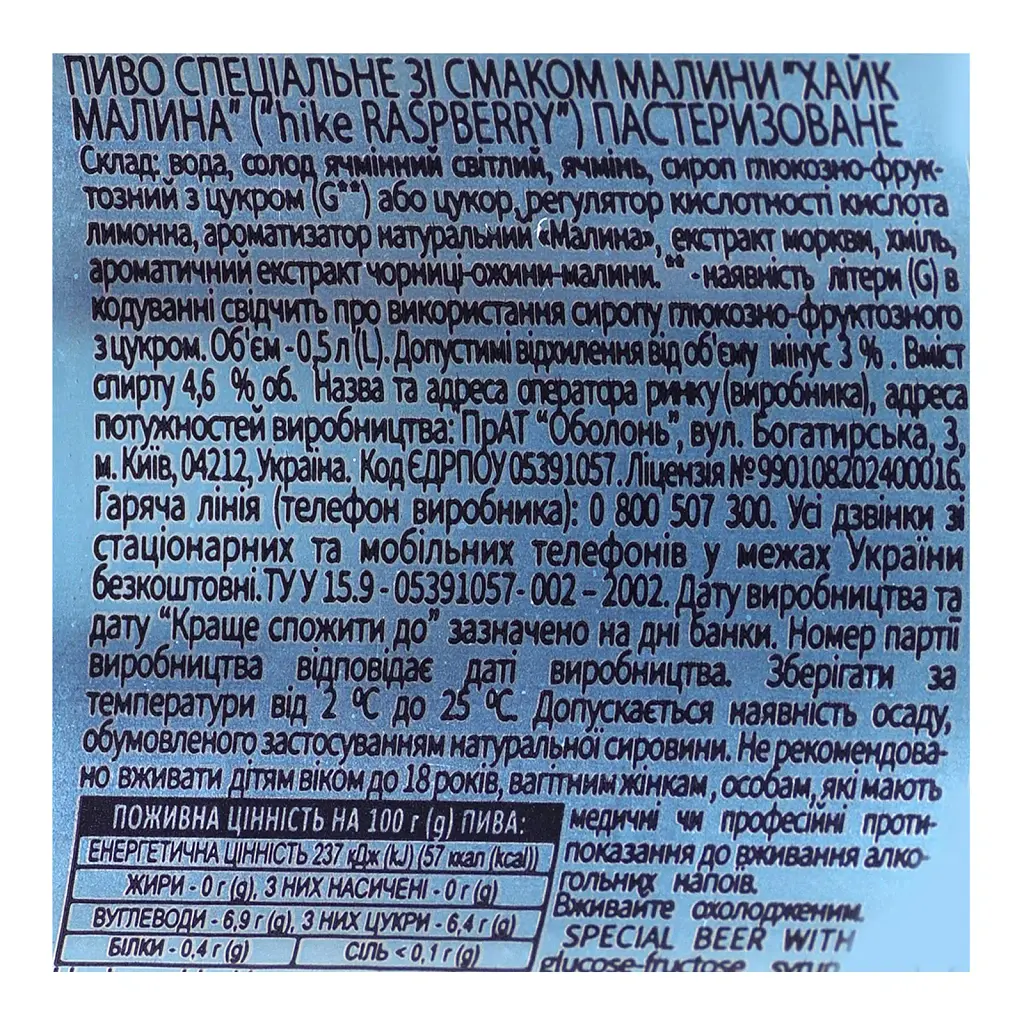 ПИВО СПЕЦІАЛЬНЕ ЗІ СМАКОМ МАЛИНИ "ХАЙК
МАЛИНА" ("hike RASPBERRY") ПАСТЕРИЗОВАНЕ
Склад: вода, солод ячмінний світлий, ячмінь, сироп глюкозно-фрук-
тозний з цукром (G**) або цукор, регулятор кислотності кислота
лимонна, ароматизатор натуральний «Малина», екстракт моркви, хміль,
ароматичний екстракт чорниці-ожини-малини. ** - наявність літери (G) в
кодуванні свідчить про використання сиропу глюкозно-фруктозного
з цукром. Об'єм - 0,5 л (L). Допустимі відхилення від об'єму мінус 3 % . Вміст
спирту 4,6 % об. Назва та адреса оператора ринку (виробника), адреса
потужностей виробництва: ПрАТ "Оболонь", вул. Богатирська, 3,
м. Київ, 04212, Україна. Код ЄДРПОУ 05391057. Ліцензія № 990108202400016.
Гаряча лінія (телефон виробника): 0 800 507 300. Усі дзвінки зі
стаціонарних та мобільних телефонів у межах України
безкоштовні. ТУ У 15.9 - 05391057- 002 – 2002. Дату виробництва та
дату "Краще спожити до" зазначено на дні банки. Номер партії
виробництва відповідає даті виробництва. Зберігати за
температури від 2 °C до 25 °C. Допускається наявність осаду,
обумовленого застосуванням натуральної сировини. Не рекомендова-
но вживати дітям віком до 18 років, вагітним жінкам, особам, які мають
медичні чи професійні проти-
показання до вживання алко-
гольних напоїв.
Вживайте охолодженим.
SPECIAL BEER WITH
glucose-fructose syrup
ПОЖИВНА ЦІННІСТЬ НА 100 г (g) ПИВА:
ЕНЕРГЕТИЧНА ЦІННІСТЬ 237 кДж (kJ) (57 ккал (kcal))
ЖИРИ - 0 г (g), З НИХ НАСИЧЕНІ - 0 г (g)
ВУГЛЕВОДИ - 6,9 г (g), З НИХ ЦУКРИ - 6,4 г (g)
БІЛКИ - 0,4 г (g) СІЛЬ < 0,1 г (g)